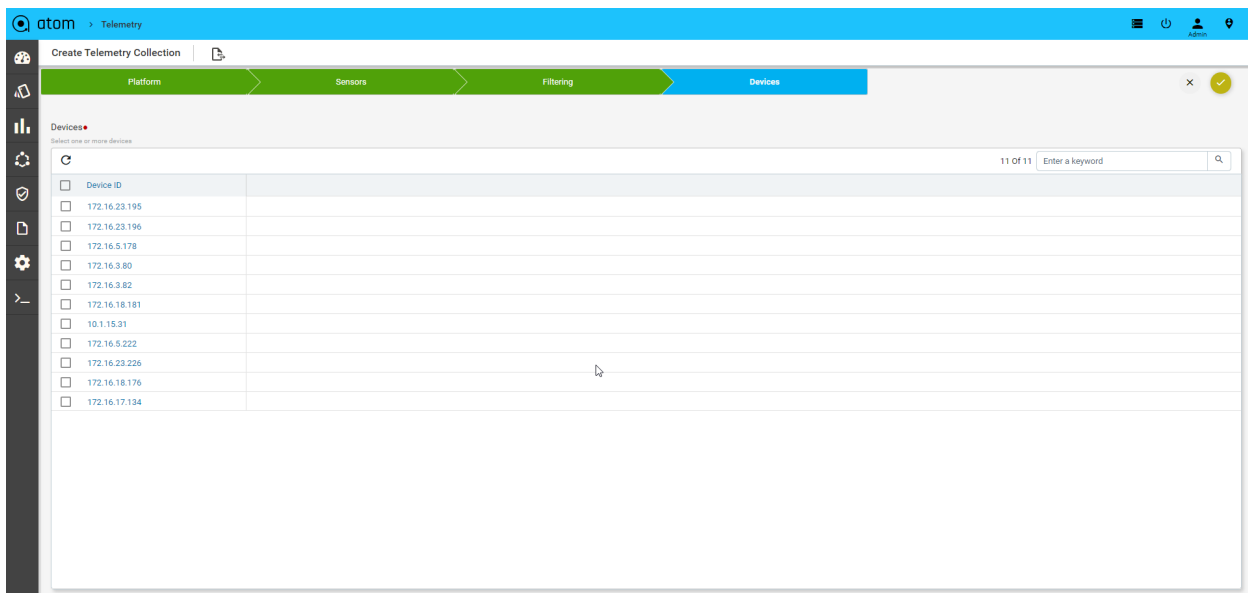 atom > Telemetry
Admin
Create Telemetry Collection
Platform Sensors Filtering Devices
Devices
Select one or more devices
11 Of 11 Enter a keyword
Device ID
172.16.23.195
172.16.23.196
172.16.5.178
172.16.3.80
172.16.3.82
172.16.18.181
10.1.15.31
172.16.5.222
172.16.23.226
172.16.18.176
172.16.17.134